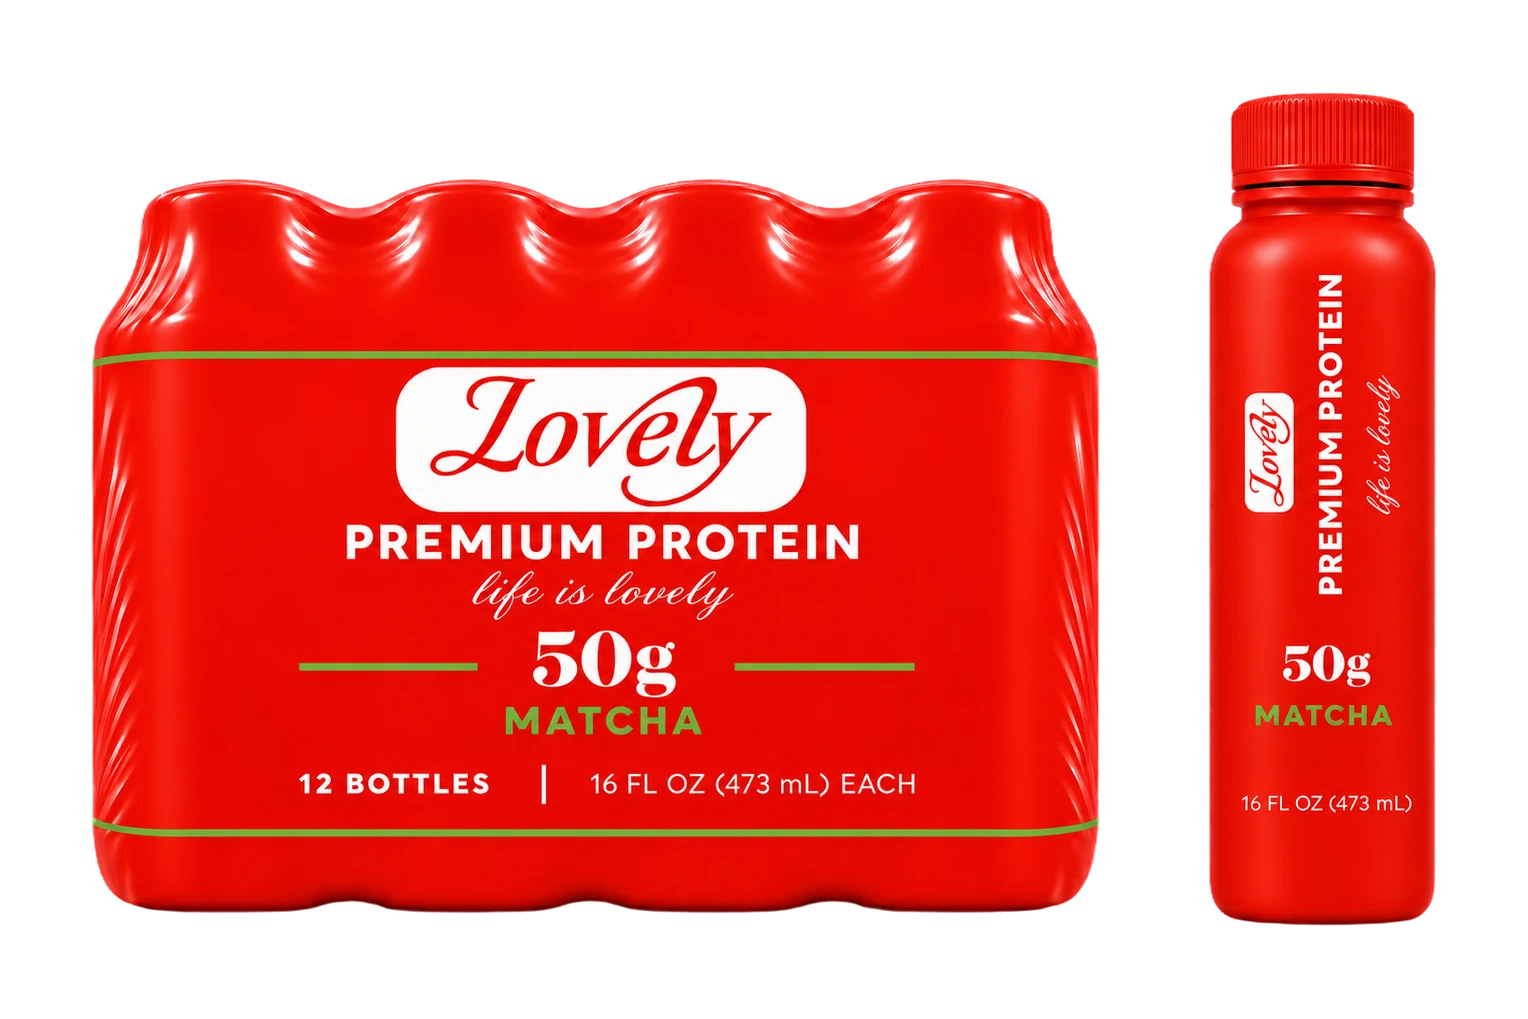 Lovely
PREMIUM PROTEIN
life is lovely
50g
MATCHA
12 BOTTLES | 16 FL OZ (473 mL) EACH
Lovely
PREMIUM PROTEIN
life is lovely
50g
MATCHA
16 FL OZ (473 mL)